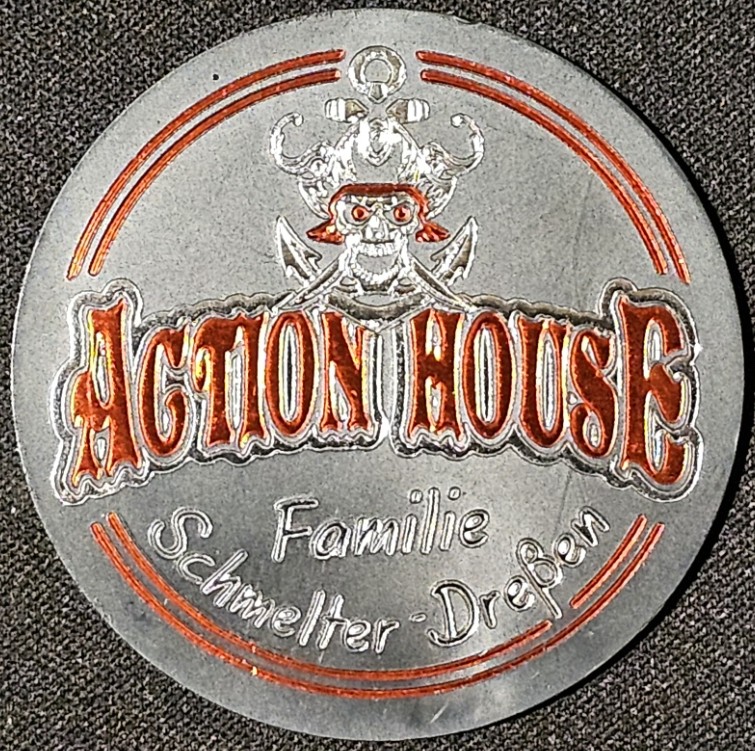 ACTION HOUSE
Familie
Schmelter-Dreßen